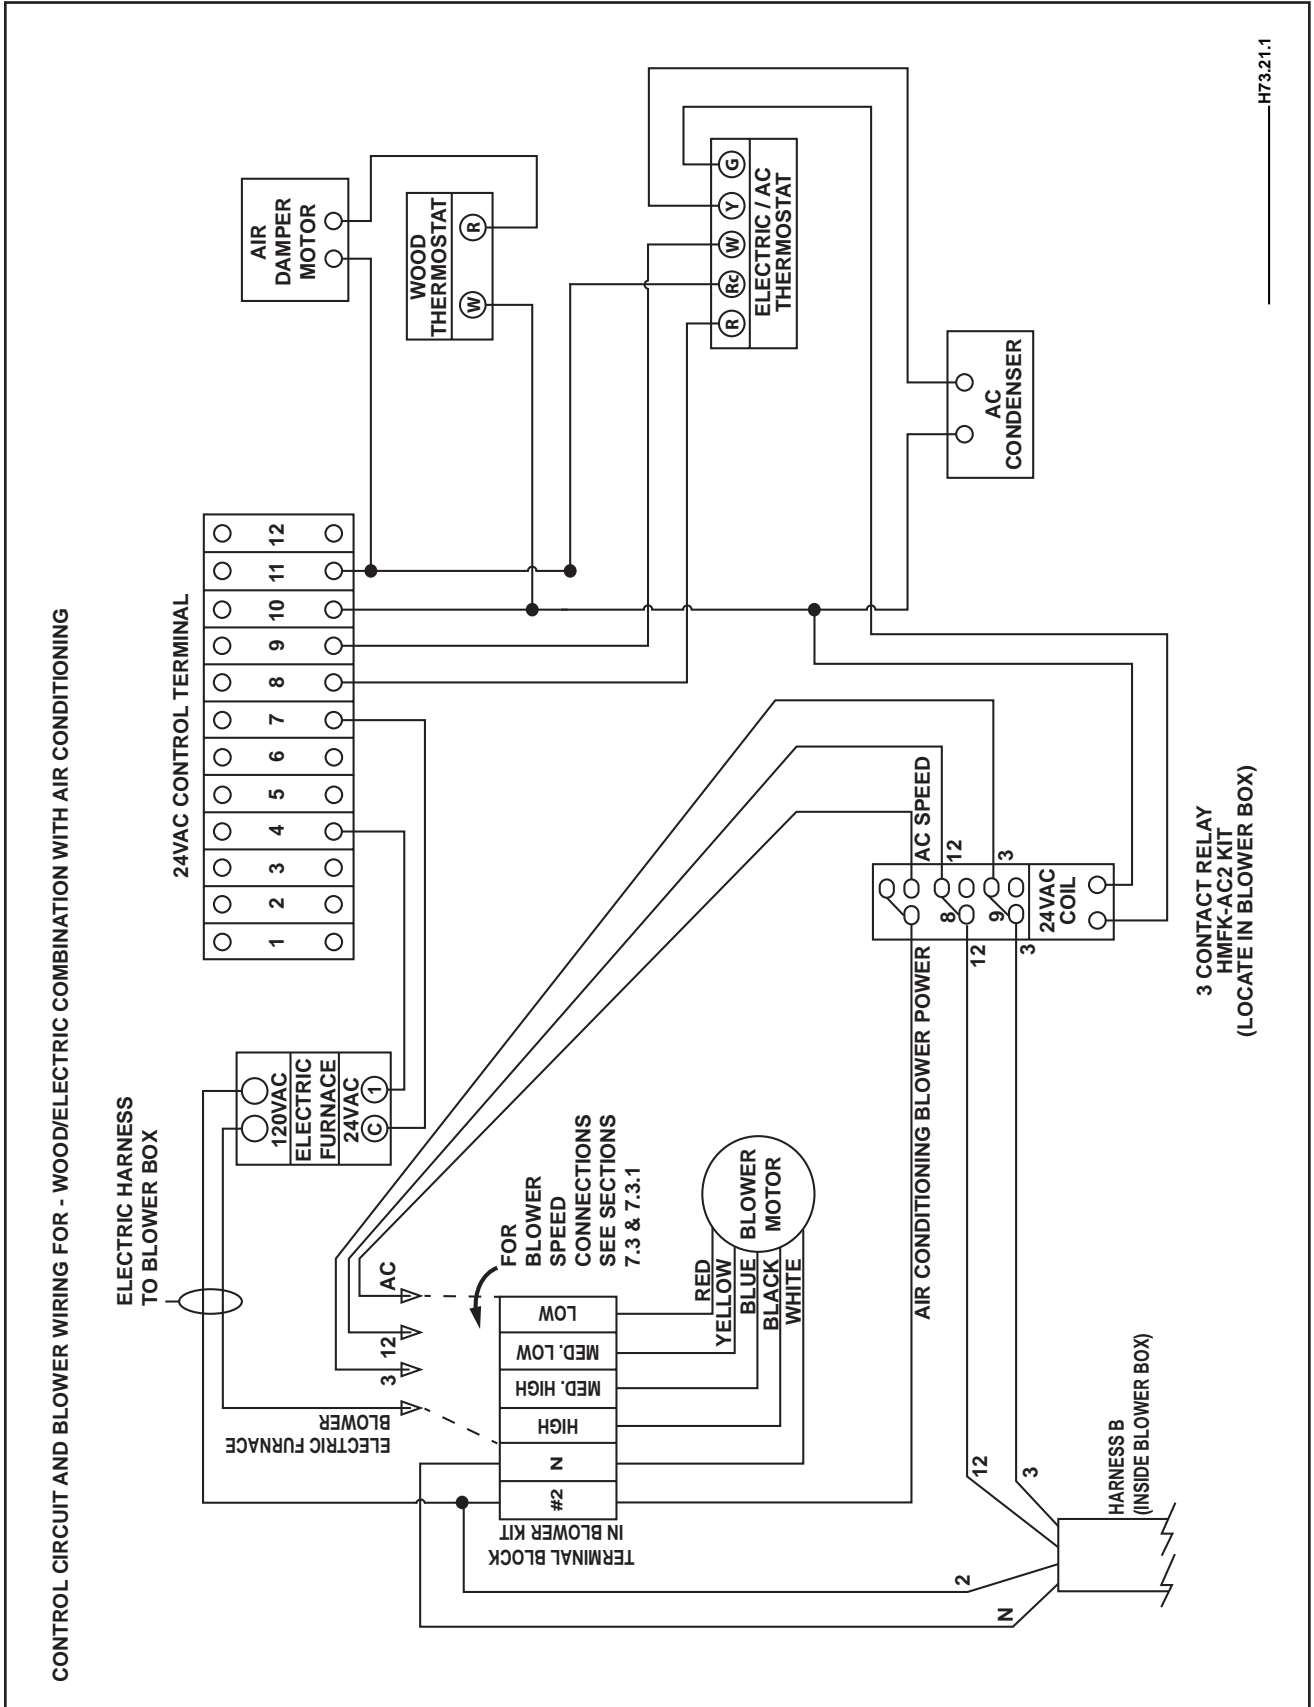 CONTROL CIRCUIT AND BLOWER WIRING FOR - WOOD/ELECTRIC COMBINATION WITH AIR CONDITIONING
ELECTRIC HARNESS
TO BLOWER BOX
24VAC CONTROL TERMINAL
1
2
3
4
5
6
7
8
9
10
11
12
AIR
DAMPER
MOTOR
120VAC
ELECTRIC
FURNACE
24VAC
C
1
WOOD
THERMOSTAT
W
R
ELECTRIC FURNACE
BLOWER
3
12
AC
FOR
BLOWER
SPEED
CONNECTIONS
SEE SECTIONS
7.3 & 7.3.1
TERMINAL BLOCK
IN BLOWER KIT
#2
N
HIGH
MED. HIGH
MED. LOW
LOW
RED
YELLOW
BLUE
BLACK
WHITE
BLOWER
MOTOR
R
Rc
W
Y
G
ELECTRIC / AC
THERMOSTAT
AIR CONDITIONING BLOWER POWER
AC SPEED
12
8
12
3
9
3
24VAC
COIL
AC
CONDENSER
2
N
12
3
HARNESS B
(INSIDE BLOWER BOX)
3 CONTACT RELAY
HMFK-AC2 KIT
(LOCATE IN BLOWER BOX)
H73.21.1